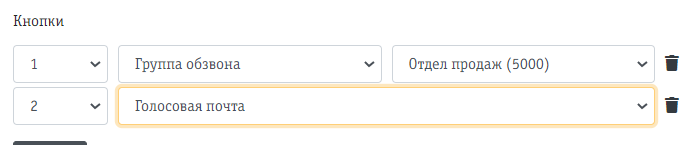 Кнопки
1 Группа обзвона Отдел продаж (5000)
2 Голосовая почта